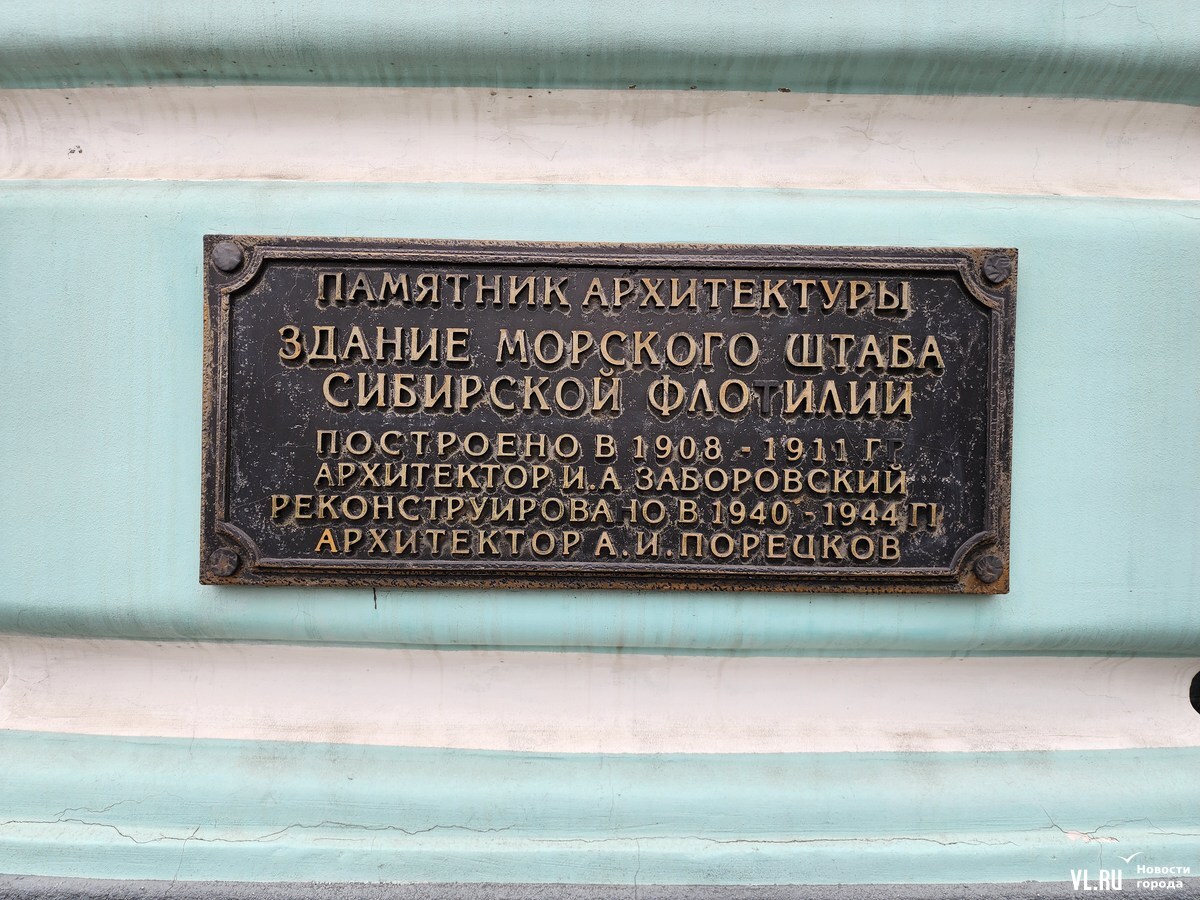 ПАМЯТНИК АРХИТЕКТУРЫ
ЗДАНИЕ МОРСКОГО ШТАБА
СИБИРСКОЙ ФЛОТИЛИИ
ПОСТРОЕНО В 1908 - 1911 ГГ
АРХИТЕКТОР И.А ЗАБОРОВСКИЙ
РЕКОНСТРУИРОВАНО В 1940 - 1944 ГГ
АРХИТЕКТОР А.И.ПОРЕЦКОВ
VL.RU Новости города